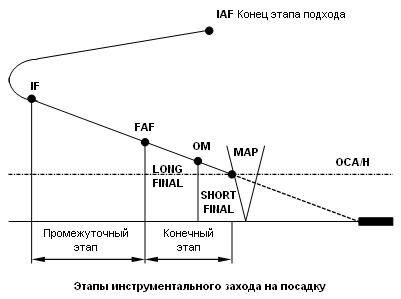 IAF Конец этапа подхода
IF
FAF
OM
MAP
OCA/H
LONG
FINAL
SHORT
FINAL
Промежуточный
этап
Конечный
этап
Этапы инструментального захода на посадку